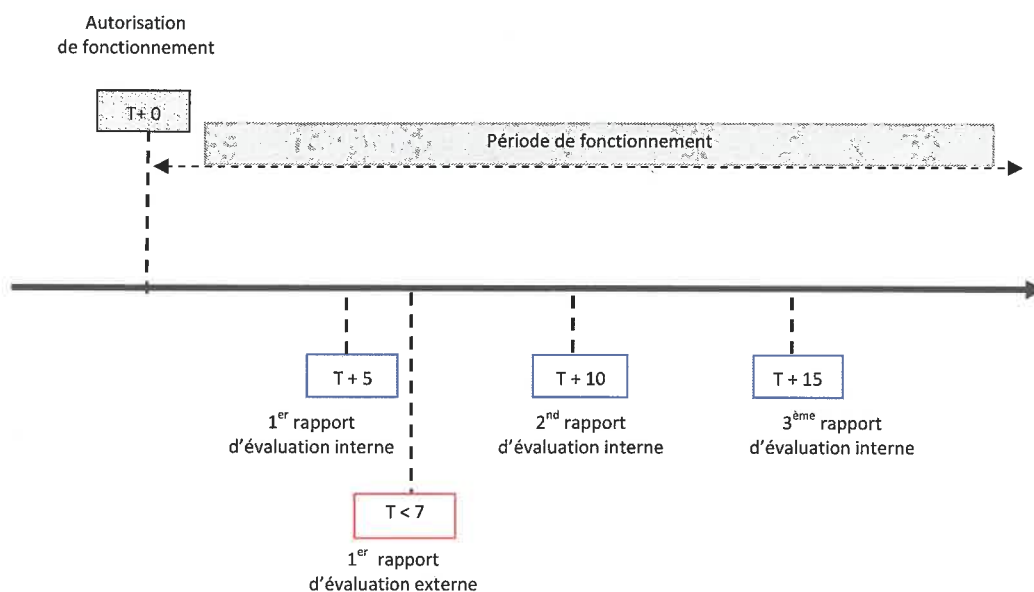 Autorisation
de fonctionnement
T+ 0
Période de fonctionnement
T + 5
1er rapport
d'évaluation interne
T + 10
2nd rapport
d'évaluation interne
T + 15
3ème rapport
d'évaluation interne
T < 7
1er rapport
d'évaluation externe